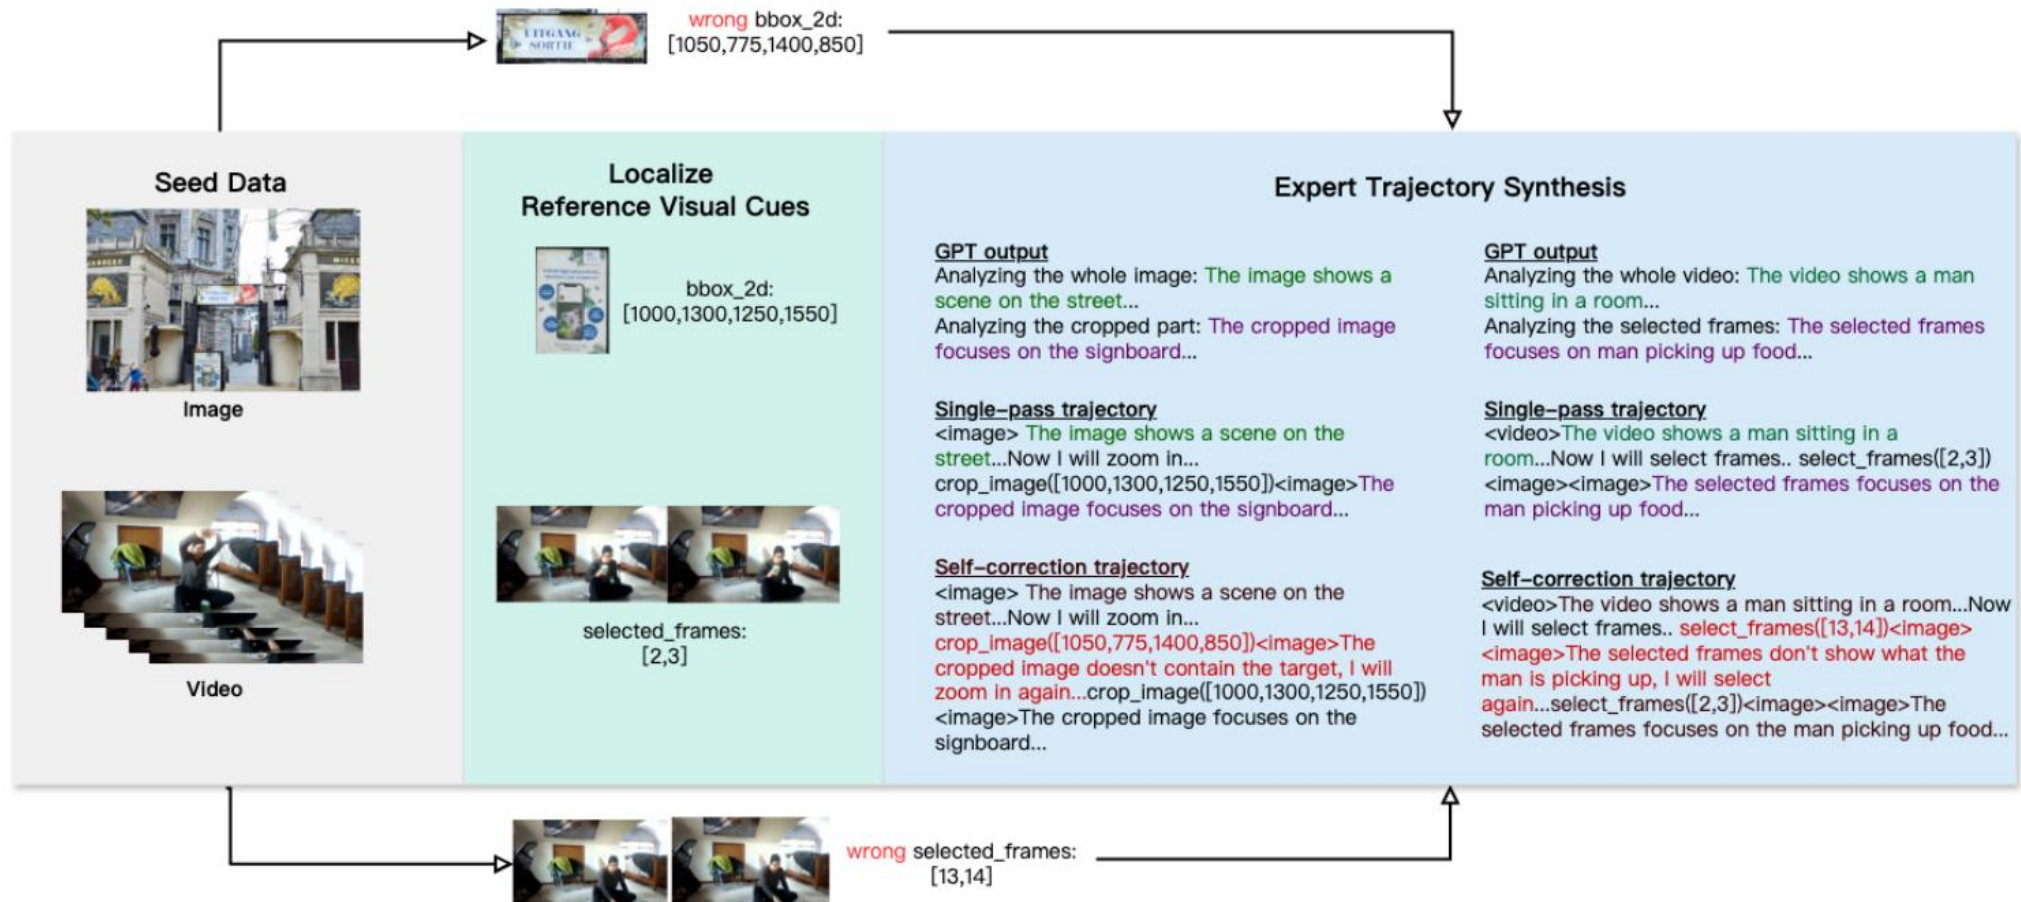 UITGANG
SORTIE
wrong bbox_2d:
[1050,775,1400,850]
Seed Data
Image
Video
Localize
Reference Visual Cues
bbox_2d:
[1000,1300,1250,1550]
selected_frames:
[2,3]
Expert Trajectory Synthesis
GPT output
Analyzing the whole image: The image shows a
scene on the street...
Analyzing the cropped part: The cropped image
focuses on the signboard...
Single-pass trajectory
<image> The image shows a scene on the
street...Now I will zoom in...
crop_image([1000,1300,1250,1550])<image>The
cropped image focuses on the signboard...
Self-correction trajectory
<image> The image shows a scene on the
street...Now I will zoom in...
crop_image([1050,775,1400,850])<image>The
cropped image doesn't contain the target, I will
zoom in again...crop_image([1000,1300,1250,1550])
<image>The cropped image focuses on the
signboard...
GPT output
Analyzing the whole video: The video shows a man
sitting in a room...
Analyzing the selected frames: The selected frames
focuses on man picking up food...
Single-pass trajectory
<video>The video shows a man sitting in a
room...Now I will select frames.. select_frames([2,3])
<image><image>The selected frames focuses on the
man picking up food...
Self-correction trajectory
<video>The video shows a man sitting in a room...Now
I will select frames.. select_frames([13,14])<image>
<image>The selected frames don't show what the
man is picking up, I will select
again...select_frames([2,3])<image><image>The
selected frames focuses on the man picking up food...
wrong selected_frames:
[13,14]